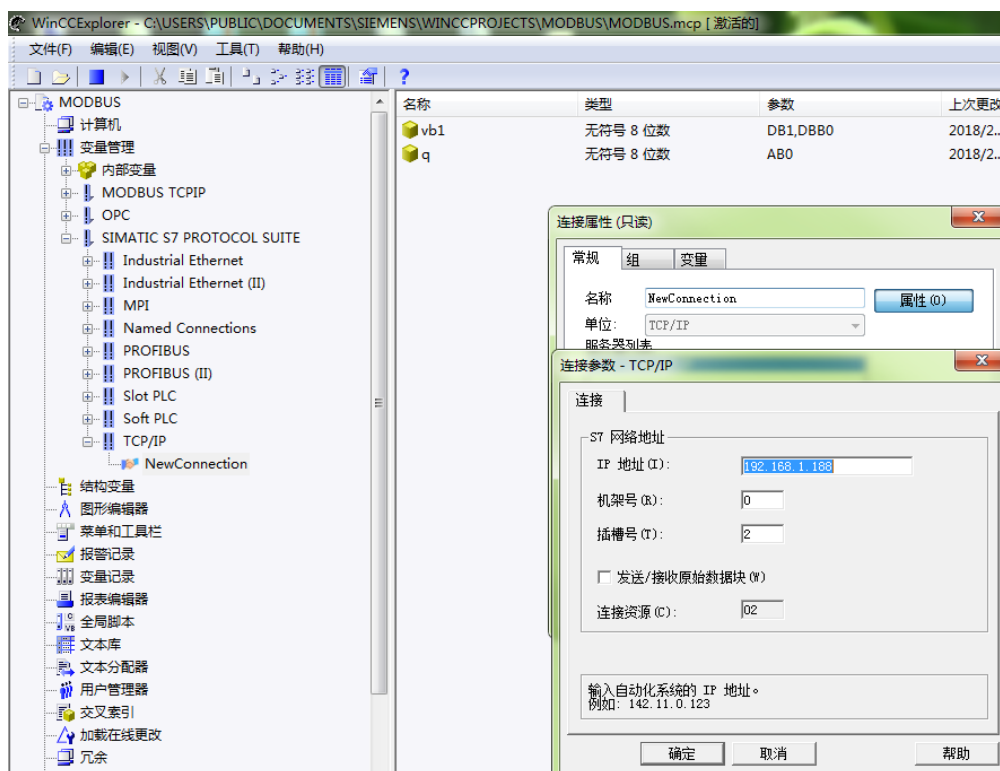 WinCCExplorer - C:\USERS\PUBLIC\DOCUMENTS\SIEMENS\WINCCPROJECTS\MODBUS\MODBUS.mcp [ 激活的]
文件(F) 编辑(E) 视图(V) 工具(T) 帮助(H)
MODBUS
计算机
变量管理
内部变量
MODBUS TCPIP
OPC
SIMATIC S7 PROTOCOL SUITE
Industrial Ethernet
Industrial Ethernet (II)
MPI
Named Connections
PROFIBUS
PROFIBUS (II)
Slot PLC
Soft PLC
TCP/IP
NewConnection
结构变量
图形编辑器
菜单和工具栏
报警记录
变量记录
报表编辑器
全局脚本
文本库
文本分配器
用户管理器
交叉索引
加载在线更改
冗余
名称 类型 参数 上次更改
vb1 无符号 8 位数 DB1,DBB0 2018/2...
q 无符号 8 位数 AB0 2018/2...
连接属性 (只读)
常规 组 变量
名称 NewConnection 属性(O)
单位: TCP/IP
服务器列表
连接参数 - TCP/IP
连接
S7 网络地址
IP 地址(I): 192.168.1.188
机架号(R): 0
插槽号(T): 2
发送/接收原始数据块(W)
连接资源(C): 02
输入自动化系统的 IP 地址。
例如: 142.11.0.123
确定 取消 帮助